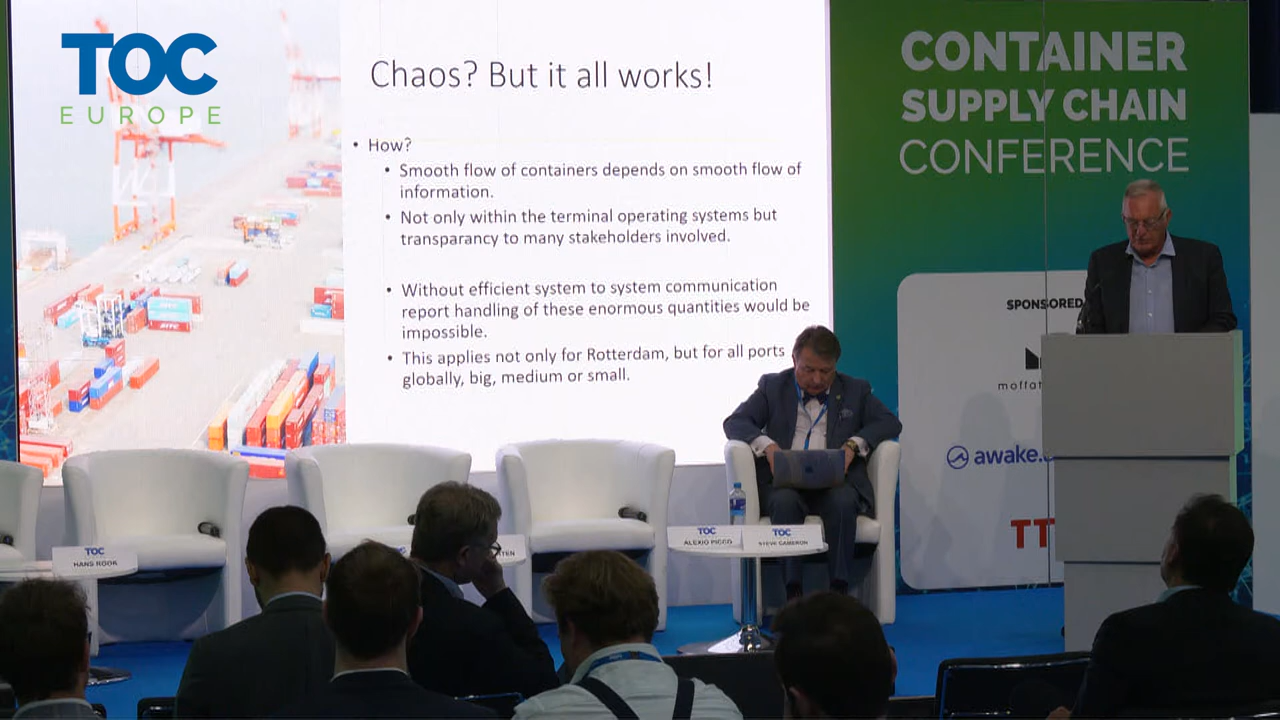 TOC
EUROPE
Chaos? But it all works!
• How?
• Smooth flow of containers depends on smooth flow of
information.
• Not only within the terminal operating systems but
transparancy to many stakeholders involved.
• Without efficient system to system communication
report handling of these enormous quantities would be
impossible.
• This applies not only for Rotterdam, but for all ports
globally, big, medium or small.
CONTAINER
SUPPLY CHAIN
CONFERENCE
SPONSORED
moffat
awake.
TT
TOC
HANS ROOK
TEN
TOC
ALEXIO PICCO
TOC
STEVE CAMERON